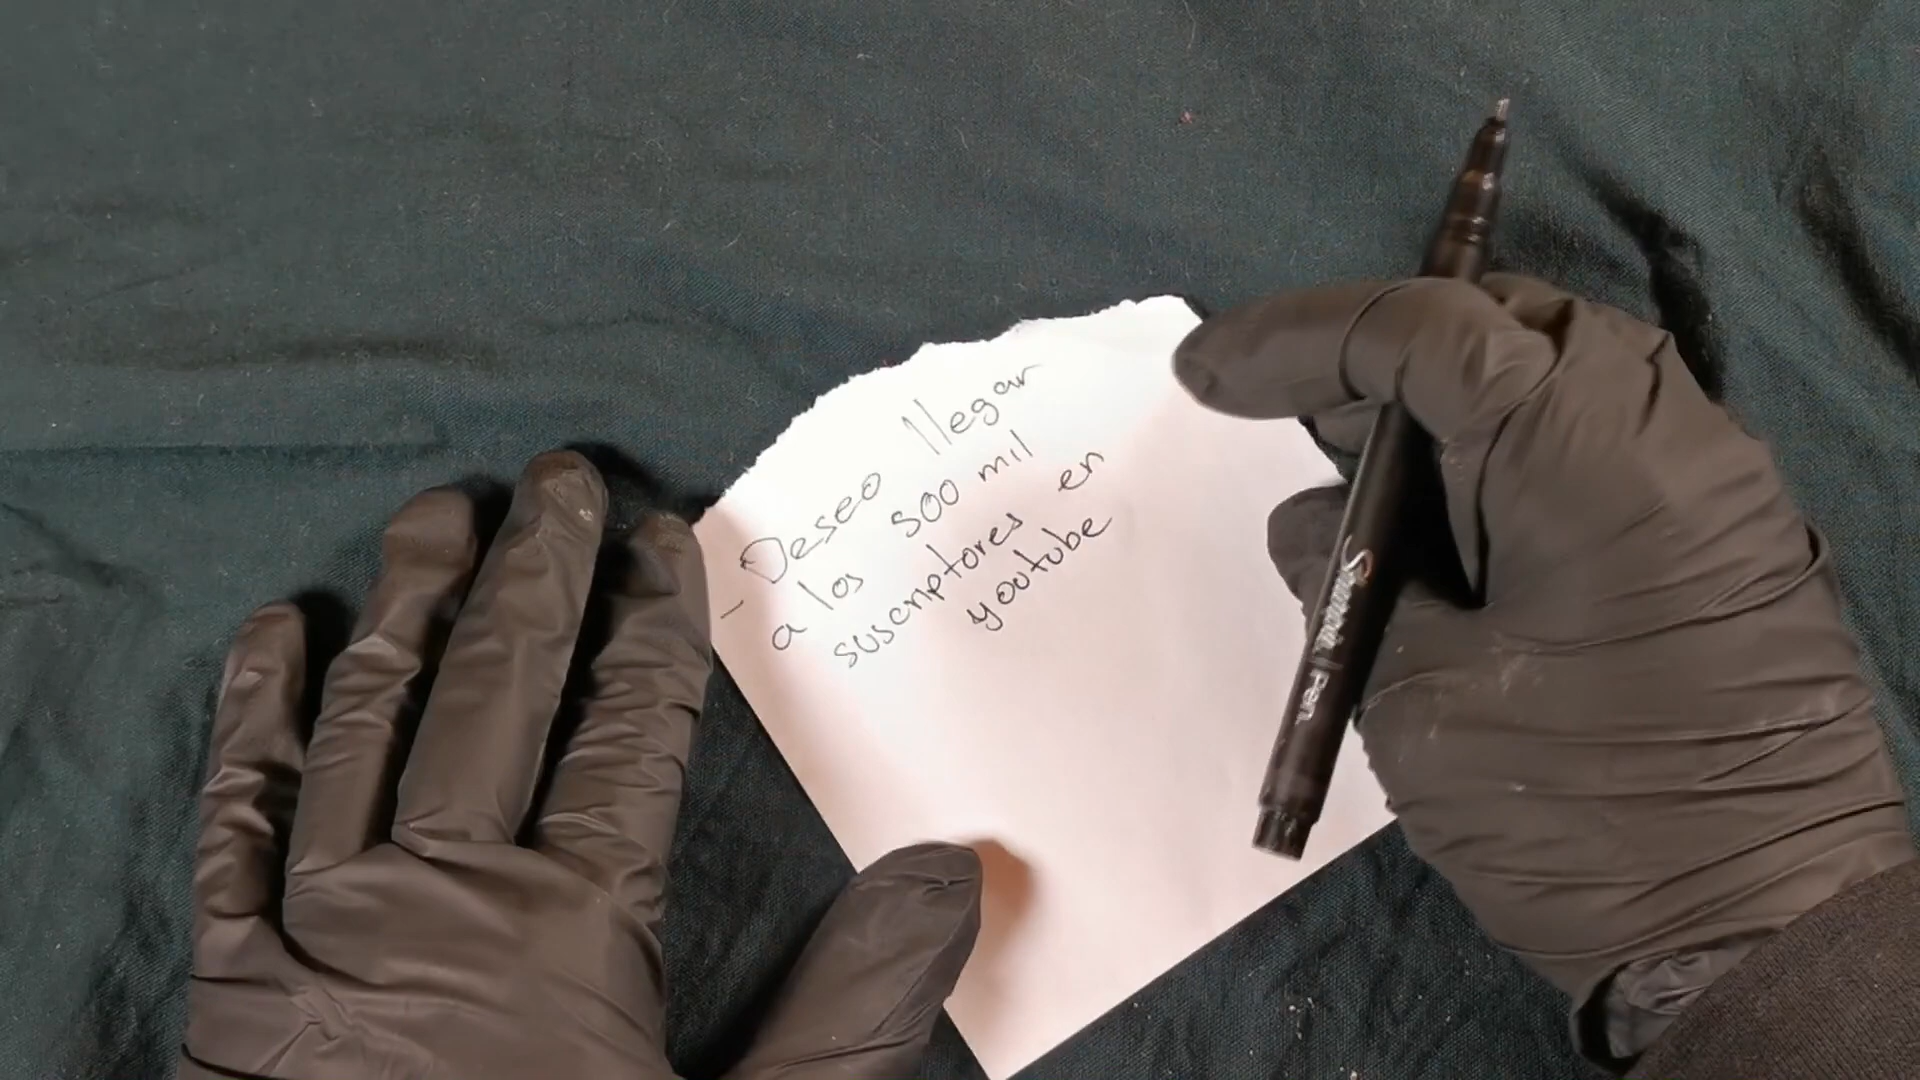 - Deseo llegar
a los 500 mil
suscriptores en
youtube
Sharpie | Pen.